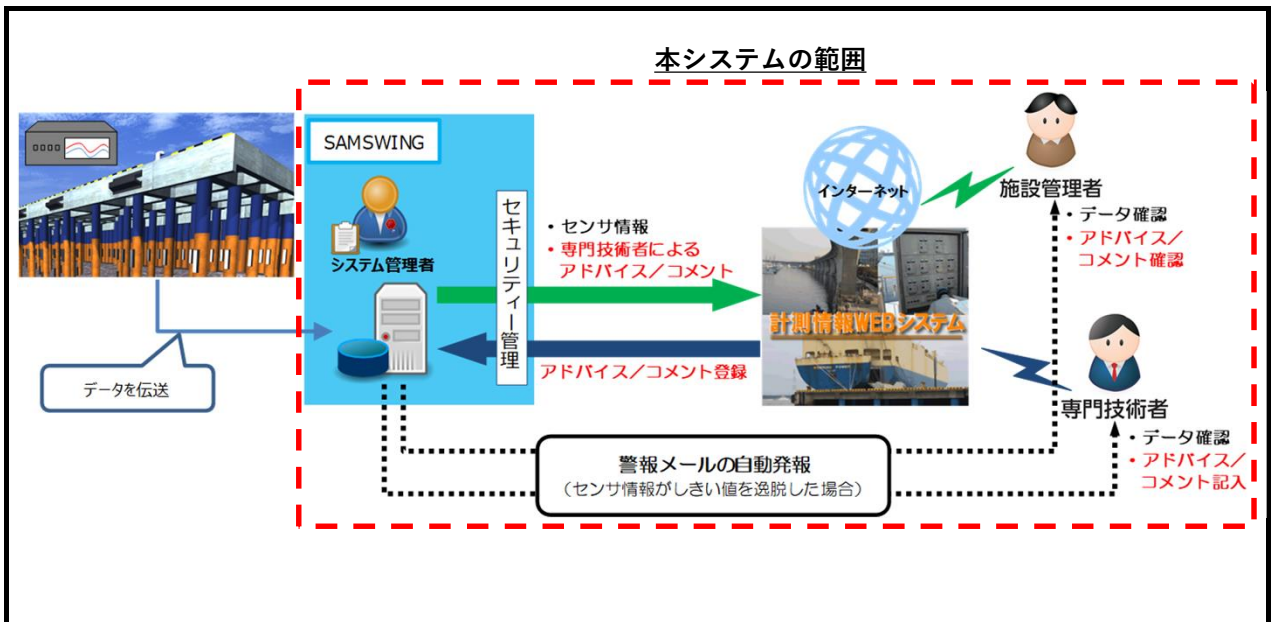 本システムの範囲
SAMSWING
システム管理者
セキュリティー管理
・センサ情報
・専門技術者による
アドバイス/コメント
アドバイス/コメント登録
インターネット
計測情報WEBシステム
施設管理者
・データ確認
・アドバイス/
コメント確認
専門技術者
・データ確認
・アドバイス/
コメント記入
データを伝送
警報メールの自動発報
(センサ情報がしきい値を逸脱した場合)